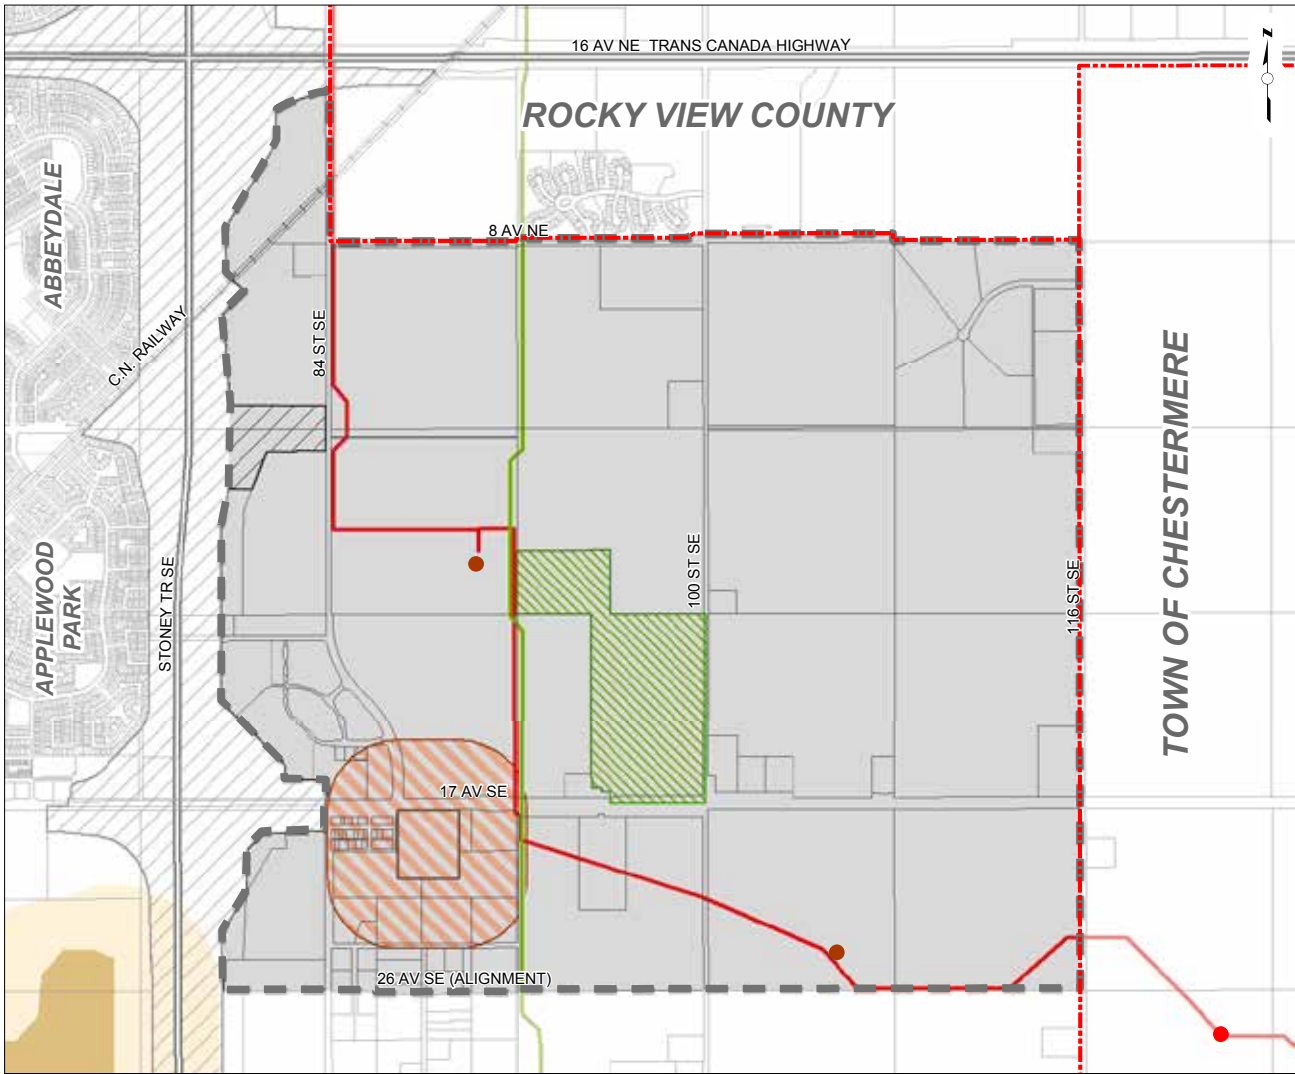 16 AV NE TRANS CANADA HIGHWAY
N
ROCKY VIEW COUNTY
ABBEYDALE
8 AV NE
C.N. RAILWAY
84 ST SE
TOWN OF CHESTERMERE
APPLEWOOD
PARK
STONEY TR SE
100 ST SE
116 ST SE
17 AV SE
26 AV SE (ALIGNMENT)